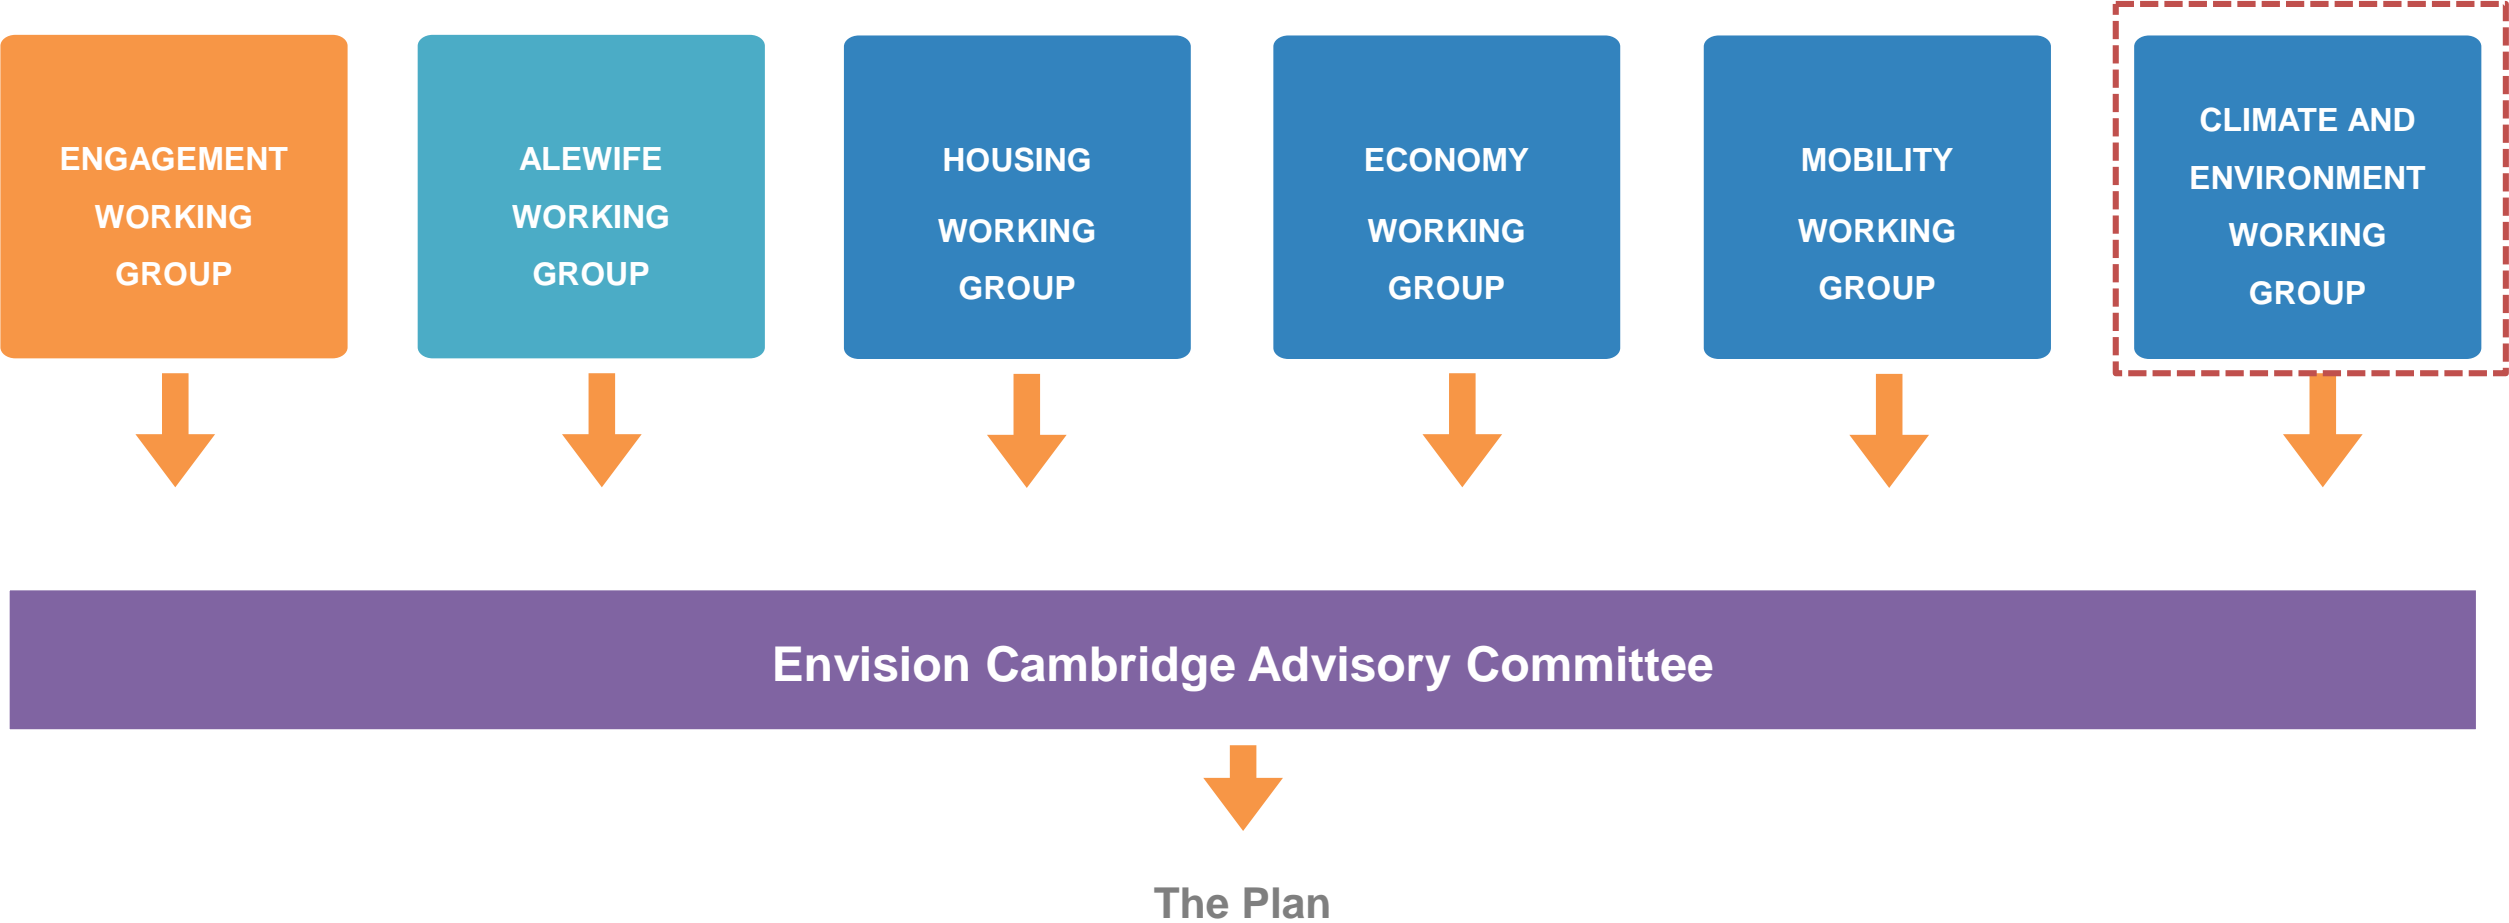 ENGAGEMENT
WORKING
GROUP
ALEWIFE
WORKING
GROUP
HOUSING
WORKING
GROUP
ECONOMY
WORKING
GROUP
MOBILITY
WORKING
GROUP
CLIMATE AND
ENVIRONMENT
WORKING
GROUP
Envision Cambridge Advisory Committee
The Plan